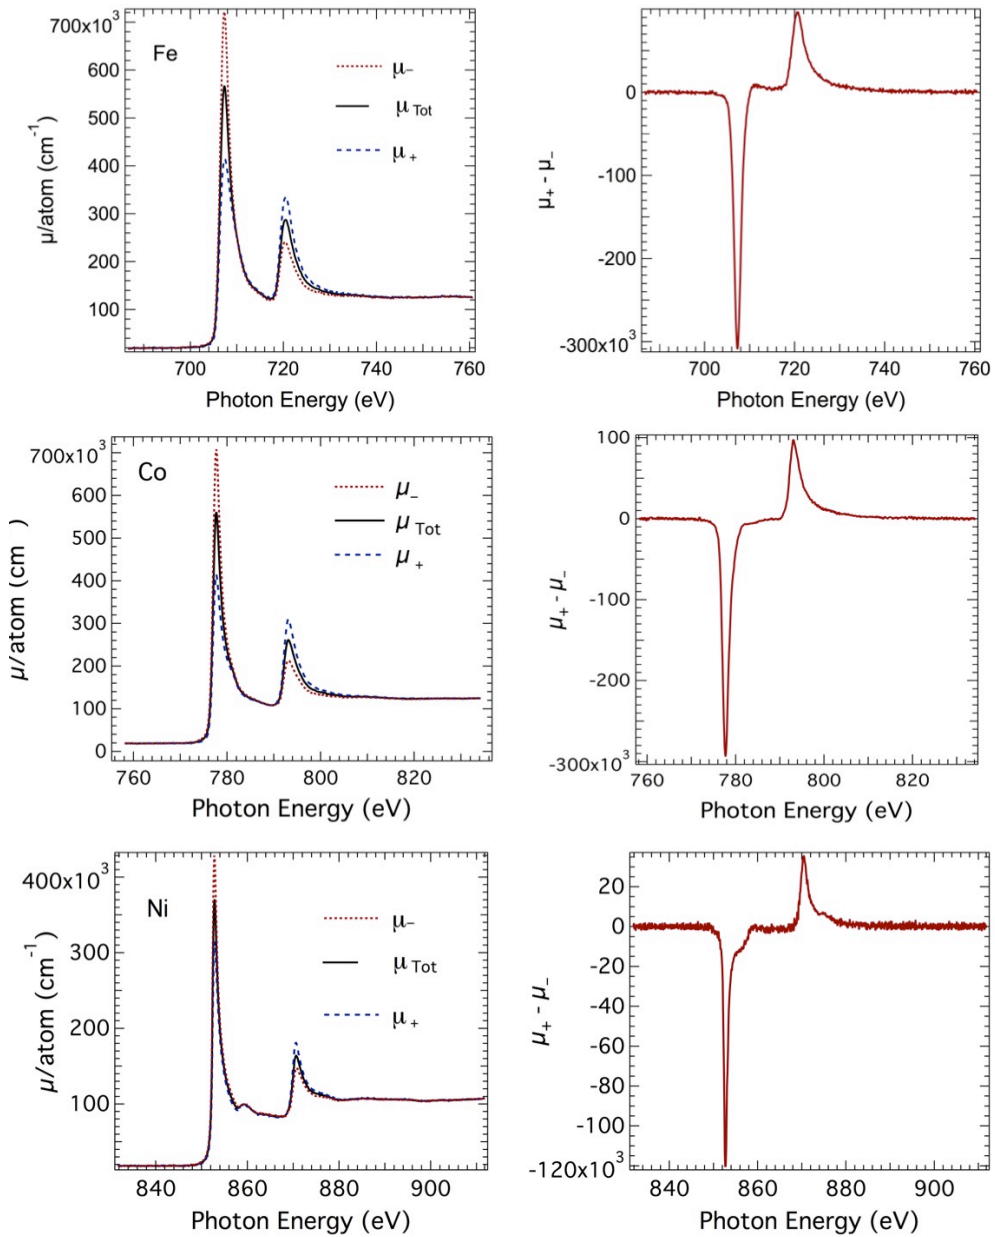 700x10³
600
500
400
300
200
100
μ/atom (cm⁻¹)
Fe
μ₋
μ Tot
μ ₊
700
720
740
760
Photon Energy (eV)
0
-100
-200
-300x10³
μ₊ - μ₋
700
720
740
760
Photon Energy (eV)
700x10³
600
500
400
300
200
100
0
μ/atom (cm )
Co
μ₋
μ Tot
μ ₊
760
780
800
820
Photon Energy (eV)
100
0
-100
-200
-300x10³
μ₊ - μ₋
760
780
800
820
Photon Energy (eV)
400x10³
300
200
100
μ/atom (cm⁻¹)
Ni
μ₋
μ Tot
μ ₊
840
860
880
900
Photon Energy (eV)
20
0
-20
-40
-60
-80
-100
-120x10³
μ₊ - μ₋
840
860
880
900
Photon Energy (eV)